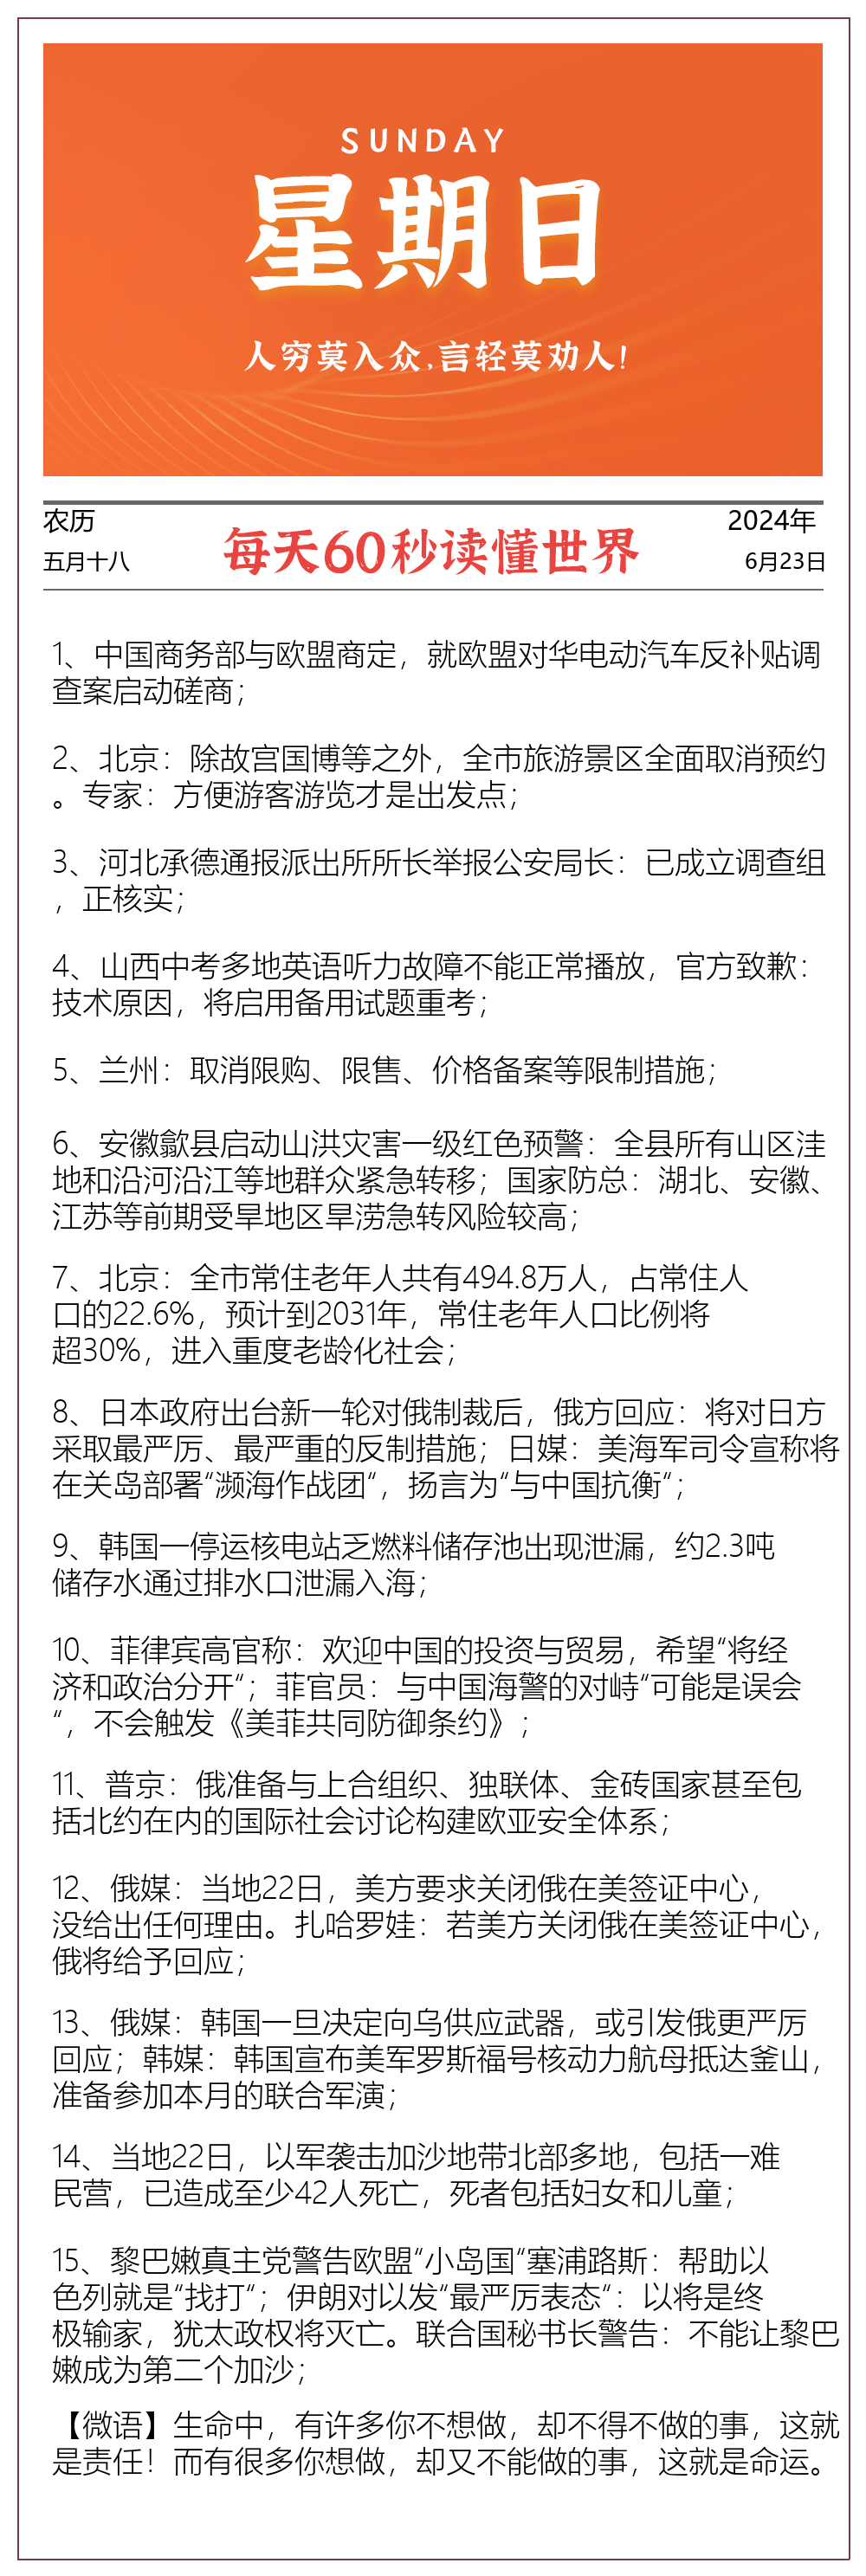 SUNDAY
星期日
人穷莫入众,言轻莫劝人!
农历
五月十八
每天60秒读懂世界
2024年
6月23日
1、中国商务部与欧盟商定，就欧盟对华电动汽车反补贴调
查案启动磋商；
2、北京：除故宫国博等之外，全市旅游景区全面取消预约
。专家：方便游客游览才是出发点；
3、河北承德通报派出所所长举报公安局长：已成立调查组
，正核实；
4、山西中考多地英语听力故障不能正常播放，官方致歉：
技术原因，将启用备用试题重考；
5、兰州：取消限购、限售、价格备案等限制措施；
6、安徽歙县启动山洪灾害一级红色预警：全县所有山区洼
地和沿河沿江等地群众紧急转移；国家防总：湖北、安徽、
江苏等前期受旱地区旱涝急转风险较高；
7、北京：全市常住老年人共有494.8万人，占常住人
口的22.6%，预计到2031年，常住老年人口比例将
超30%，进入重度老龄化社会；
8、日本政府出台新一轮对俄制裁后，俄方回应：将对日方
采取最严厉、最严重的反制措施；日媒：美海军司令宣称将
在关岛部署“濒海作战团“，扬言为“与中国抗衡“；
9、韩国一停运核电站乏燃料储存池出现泄漏，约2.3吨
储存水通过排水口泄漏入海；
10、菲律宾高官称：欢迎中国的投资与贸易，希望“将经
济和政治分开“；菲官员：与中国海警的对峙“可能是误会
“，不会触发《美菲共同防御条约》；
11、普京：俄准备与上合组织、独联体、金砖国家甚至包
括北约在内的国际社会讨论构建欧亚安全体系；
12、俄媒：当地22日，美方要求关闭俄在美签证中心，
没给出任何理由。扎哈罗娃：若美方关闭俄在美签证中心，
俄将给予回应；
13、俄媒：韩国一旦决定向乌供应武器，或引发俄更严厉
回应；韩媒：韩国宣布美军罗斯福号核动力航母抵达釜山，
准备参加本月的联合军演；
14、当地22日，以军袭击加沙地带北部多地，包括一难
民营，已造成至少42人死亡，死者包括妇女和儿童；
15、黎巴嫩真主党警告欧盟“小岛国“塞浦路斯：帮助以
色列就是“找打“；伊朗对以发“最严厉表态“：以将是终
极输家，犹太政权将灭亡。联合国秘书长警告：不能让黎巴
嫩成为第二个加沙；
【微语】生命中，有许多你不想做，却不得不做的事，这就
是责任！而有很多你想做，却又不能做的事，这就是命运。